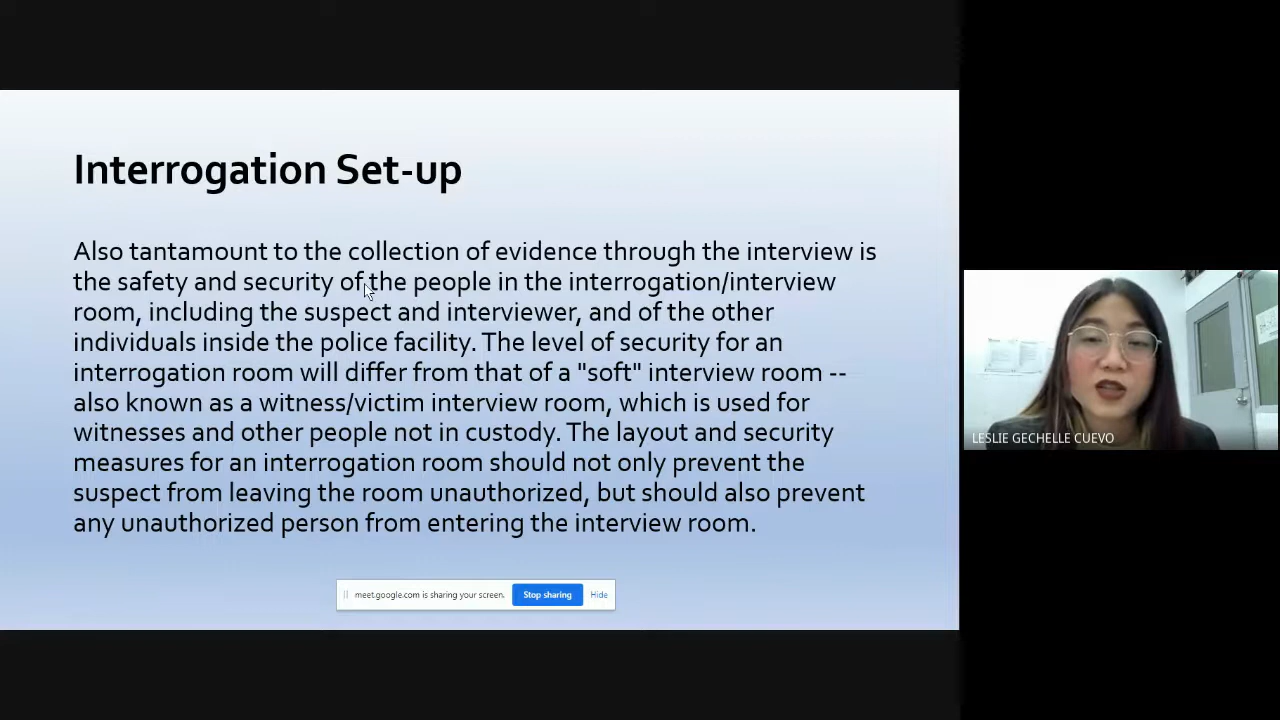 Interrogation Set-up
Also tantamount to the collection of evidence through the interview is
the safety and security of the people in the interrogation/interview
room, including the suspect and interviewer, and of the other
individuals inside the police facility. The level of security for an
interrogation room will differ from that of a "soft" interview room --
also known as a witness/victim interview room, which is used for
witnesses and other people not in custody. The layout and security
measures for an interrogation room should not only prevent the
suspect from leaving the room unauthorized, but should also prevent
any unauthorized person from entering the interview room.
meet.google.com is sharing your screen. Stop sharing Hide
LESLIE GECHELLE CUEVO